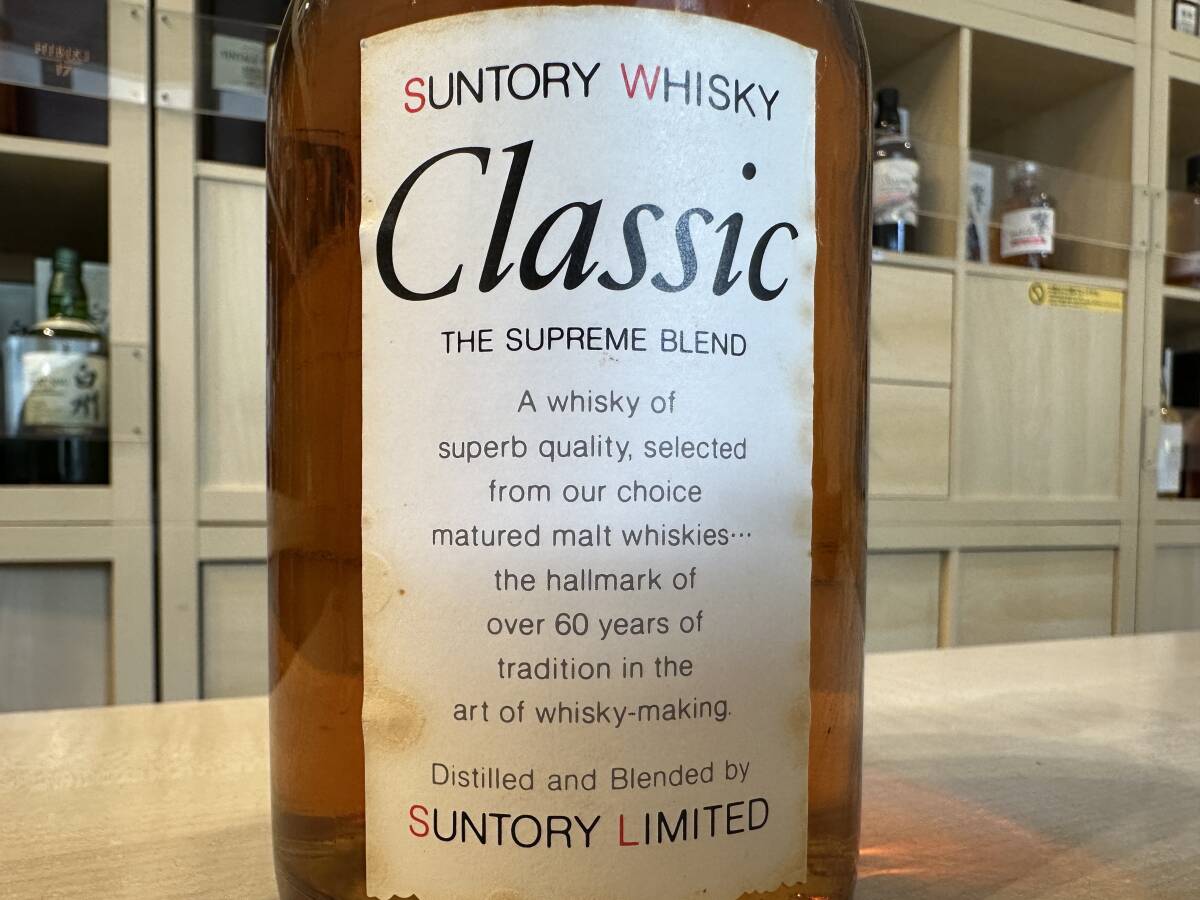 SUNTORY WHISKY
Classic
THE SUPREME BLEND
A whisky of
superb quality, selected
from our choice
matured malt whiskies…
the hallmark of
over 60 years of
tradition in the
art of whisky-making.
Distilled and Blended by
SUNTORY LIMITED
HIBIKI
17
白州